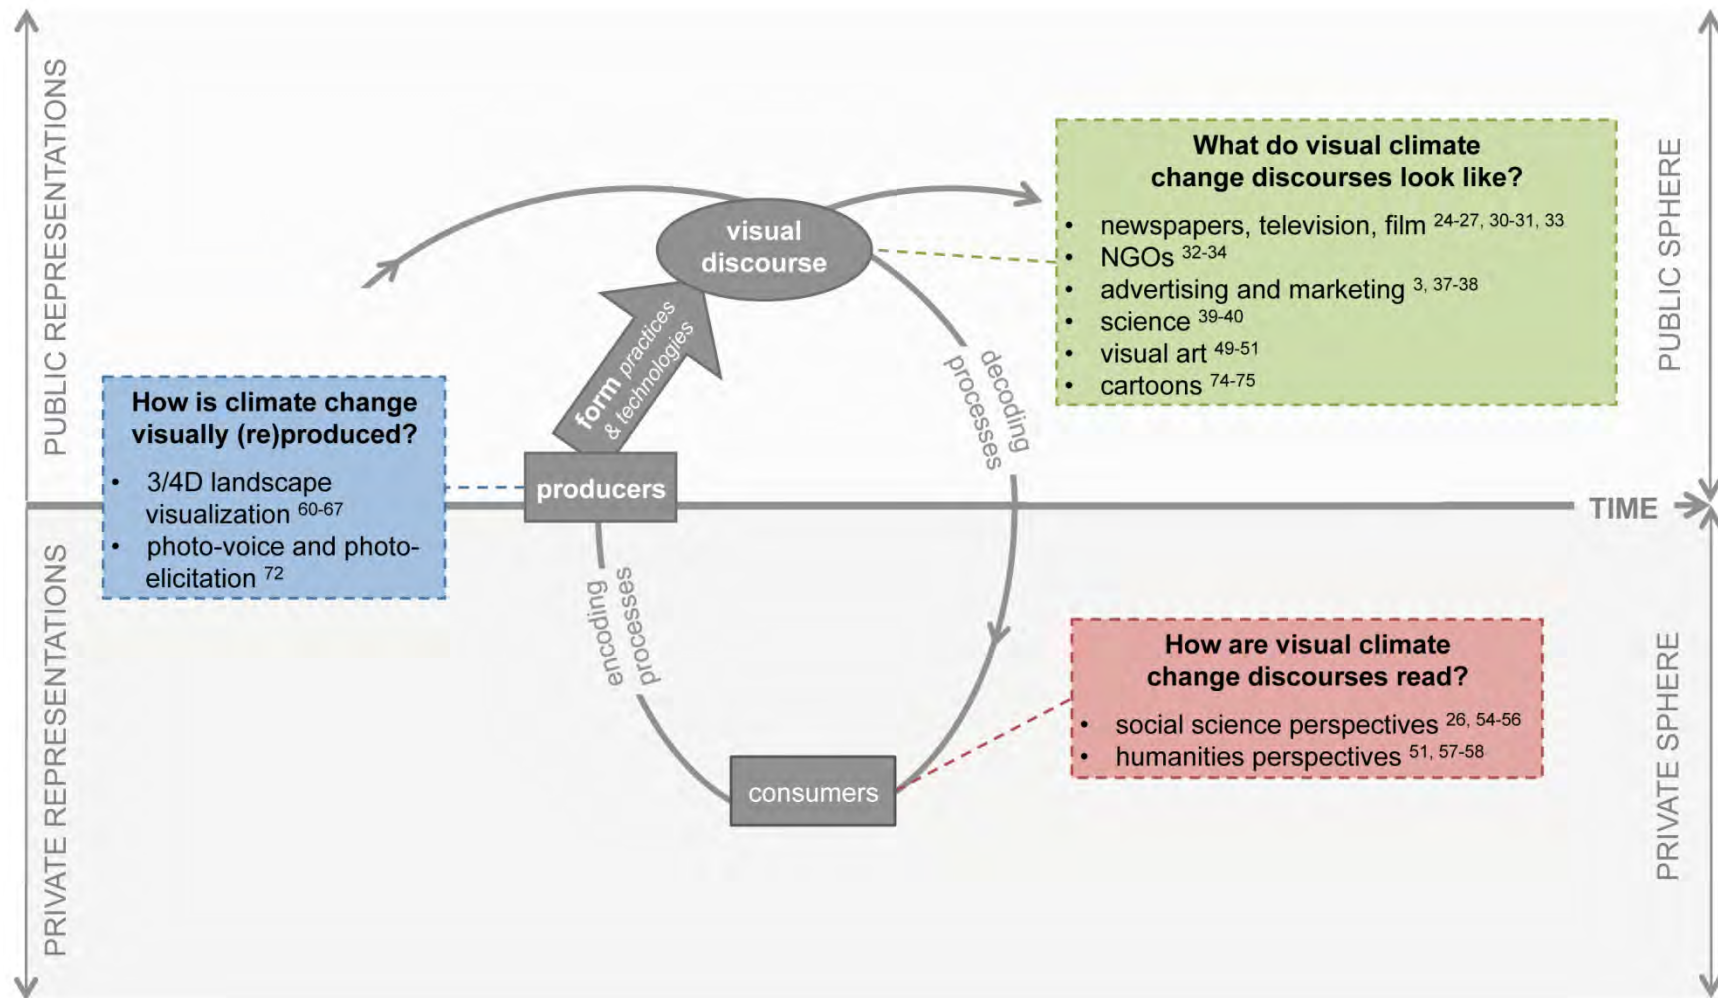 PUBLIC REPRESENTATIONS
PRIVATE REPRESENTATIONS
How is climate change
visually (re)produced?
• 3/4D landscape
visualization 60-67
• photo-voice and photo-
elicitation 72
visual
discourse
form practices
& technologies
producers
encoding
processes
decoding
processes
consumers
What do visual climate
change discourses look like?
• newspapers, television, film 24-27, 30-31, 33
• NGOs 32-34
• advertising and marketing 3, 37-38
• science 39-40
• visual art 49-51
• cartoons 74-75
TIME
How are visual climate
change discourses read?
• social science perspectives 26, 54-56
• humanities perspectives 51, 57-58
PUBLIC SPHERE
PRIVATE SPHERE